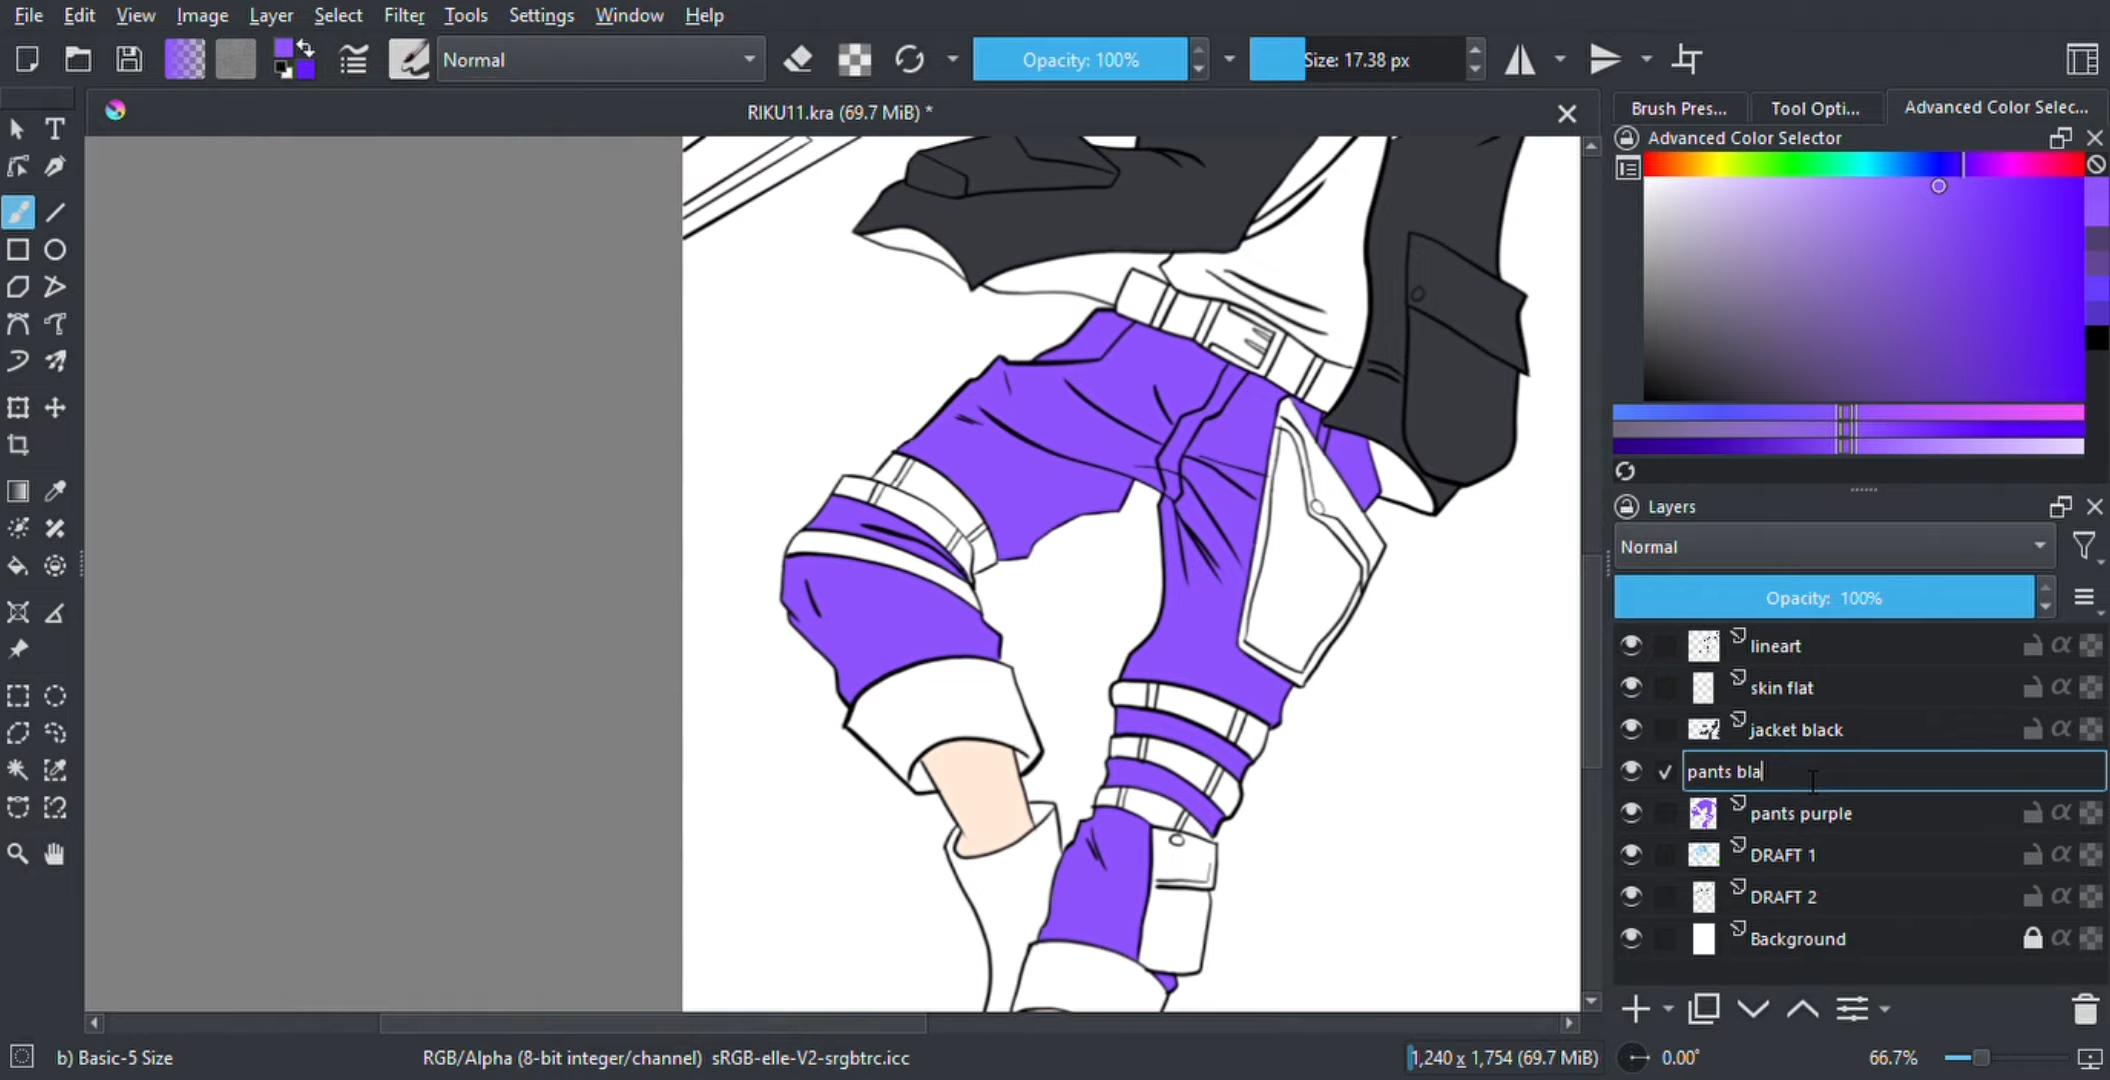 File Edit View Image Layer Select Filter Tools Settings Window Help
Normal Opacity: 100% Size: 17.38 px
RIKU11.kra (69.7 MiB) *
Brush Pres... Tool Opti... Advanced Color Selec...
Advanced Color Selector
Layers
Normal
Opacity: 100%
lineart
skin flat
jacket black
pants bla
pants purple
DRAFT 1
DRAFT 2
Background
b) Basic-5 Size RGB/Alpha (8-bit integer/channel) sRGB-elle-V2-srgbtrc.icc 1,240 x 1,754 (69.7 MiB) 0.00° 66.7%